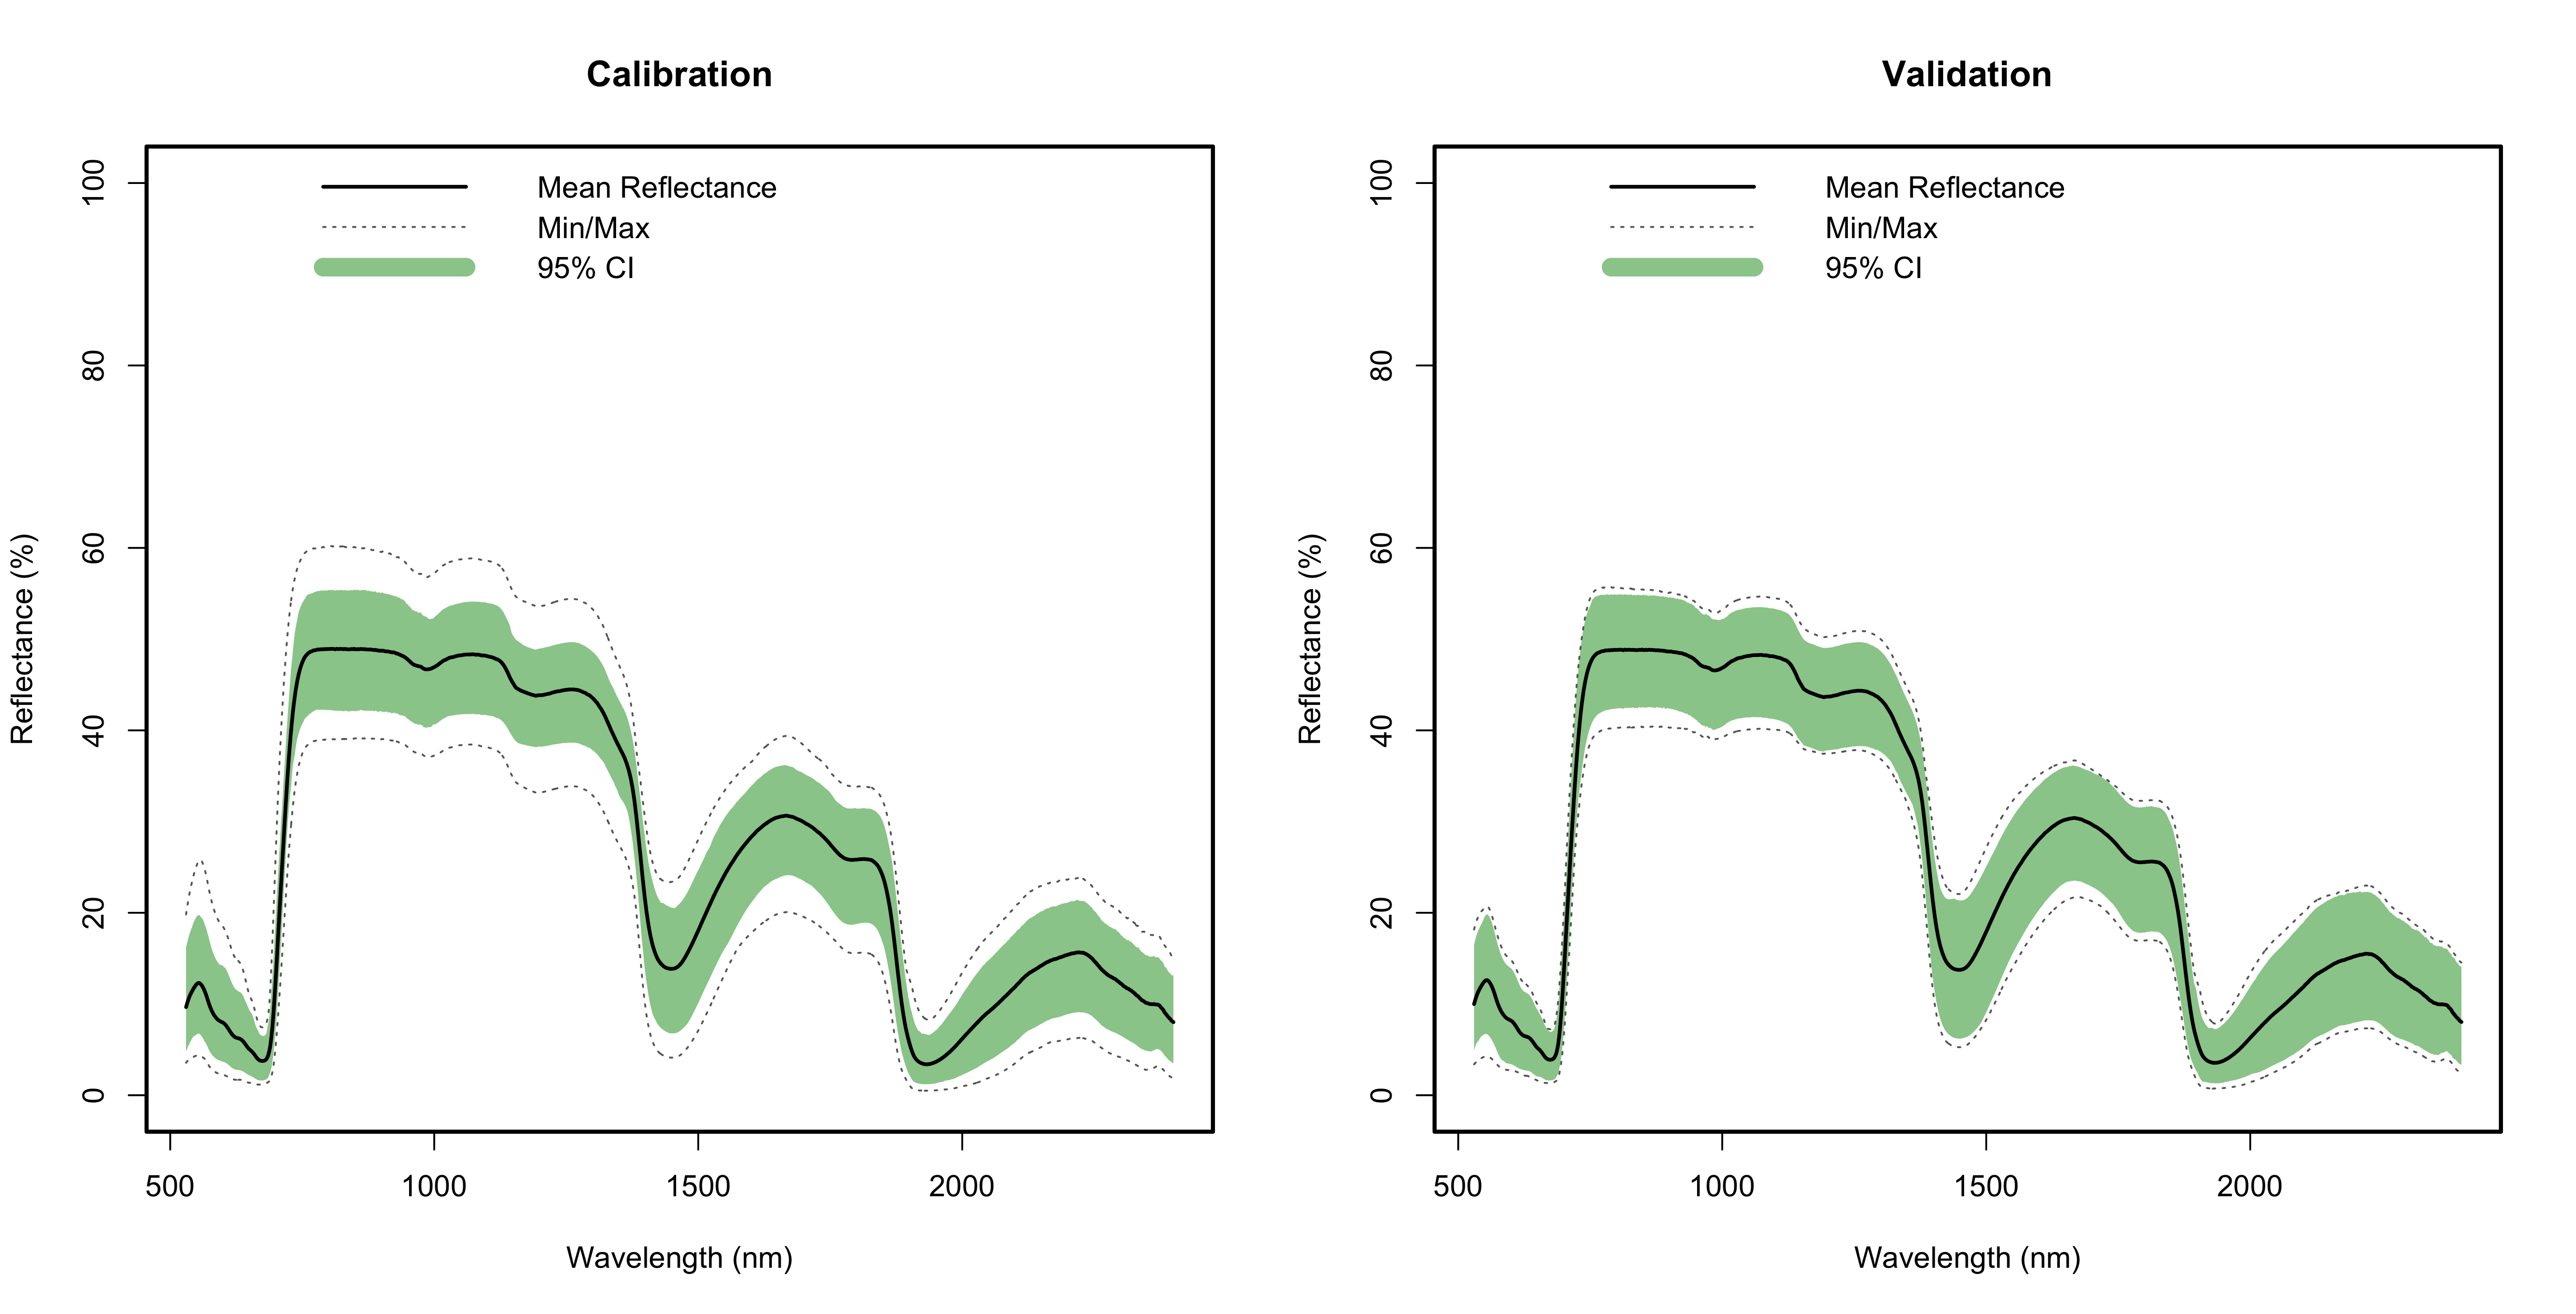 Calibration
Mean Reflectance
Min/Max
95% CI
Reflectance (%)
100
80
60
40
20
0
500 1000 1500 2000
Wavelength (nm)
Validation
Mean Reflectance
Min/Max
95% CI
Reflectance (%)
100
80
60
40
20
0
500 1000 1500 2000
Wavelength (nm)